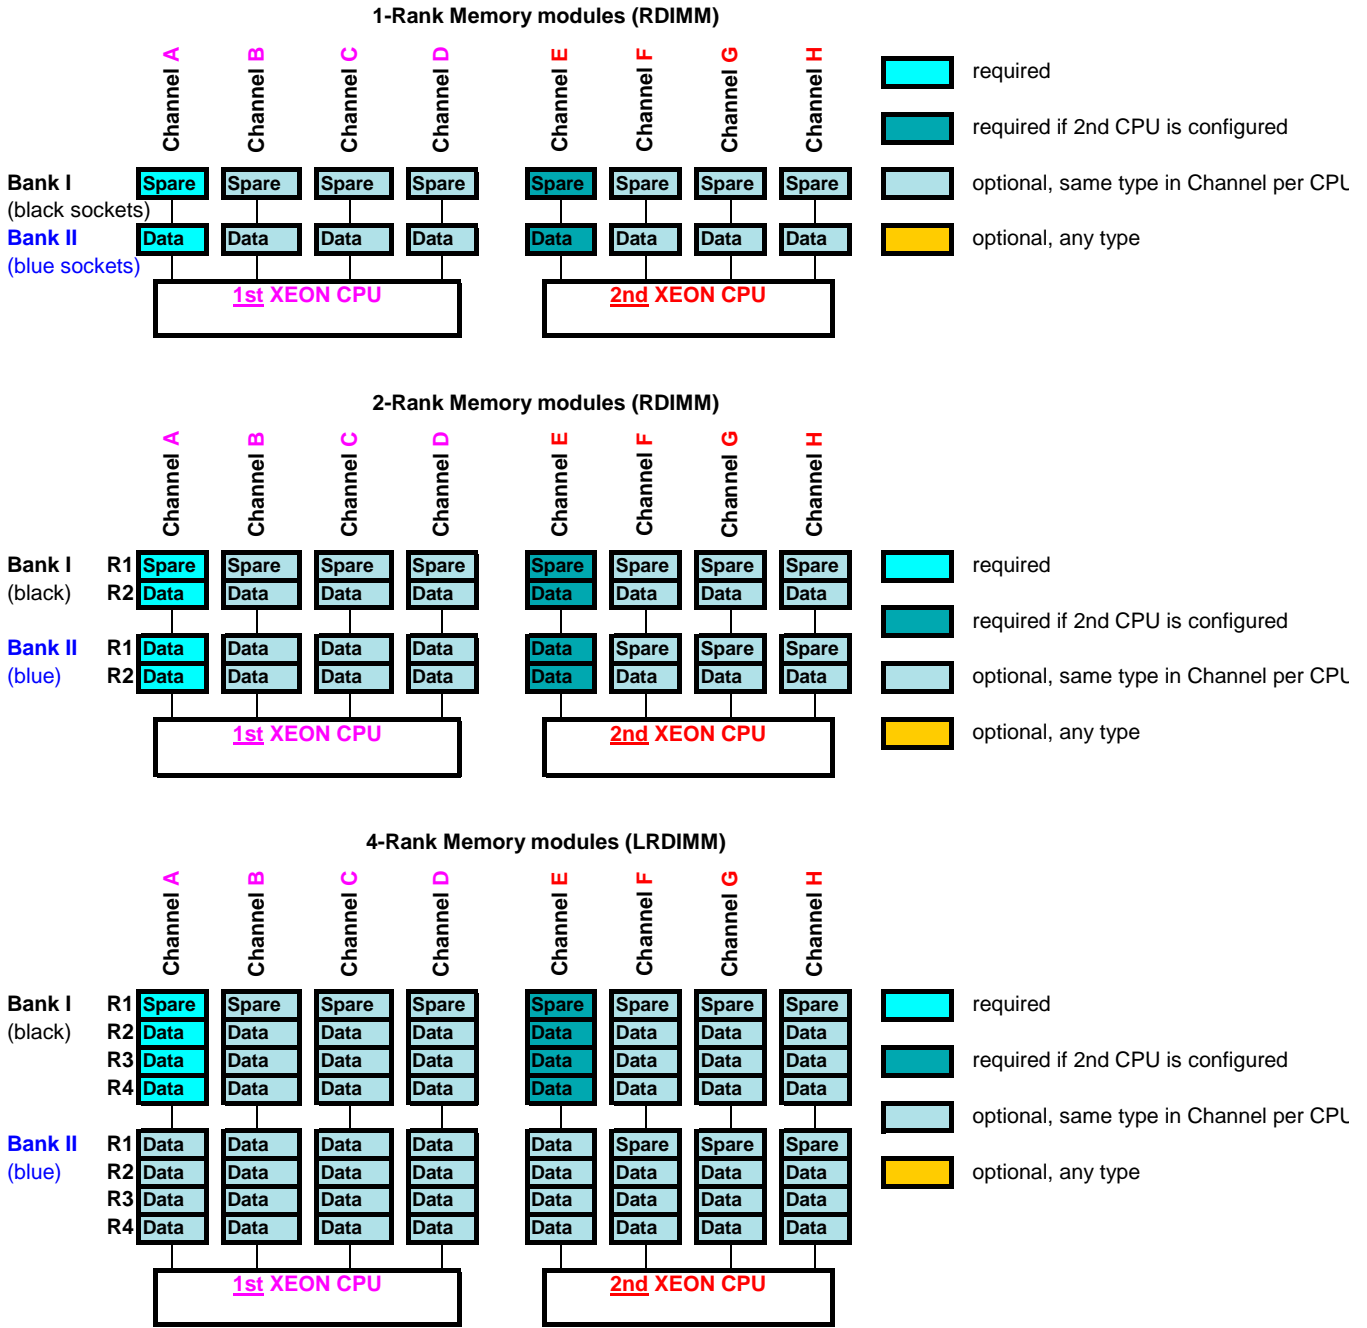 1-Rank Memory modules (RDIMM)
Channel A
Channel B
Channel C
Channel D
Channel E
Channel F
Channel G
Channel H
required
required if 2nd CPU is configured
Bank I Spare Spare Spare Spare Spare Spare Spare Spare optional, same type in Channel per CPU
(black sockets)
Bank II Data Data Data Data Data Data Data Data optional, any type
(blue sockets)
1st XEON CPU 2nd XEON CPU
2-Rank Memory modules (RDIMM)
Channel A
Channel B
Channel C
Channel D
Channel E
Channel F
Channel G
Channel H
Bank I R1 Spare Spare Spare Spare Spare Spare Spare Spare required
(black) R2 Data Data Data Data Data Data Data Data
required if 2nd CPU is configured
Bank II R1 Data Data Data Data Data Spare Spare Spare
(blue) R2 Data Data Data Data Data Data Data Data optional, same type in Channel per CPU
1st XEON CPU 2nd XEON CPU optional, any type
4-Rank Memory modules (LRDIMM)
Channel A
Channel B
Channel C
Channel D
Channel E
Channel F
Channel G
Channel H
Bank I R1 Spare Spare Spare Spare Spare Spare Spare Spare required
(black) R2 Data Data Data Data Data Data Data Data
R3 Data Data Data Data Data Data Data Data required if 2nd CPU is configured
R4 Data Data Data Data Data Data Data Data
optional, same type in Channel per CPU
Bank II R1 Data Data Data Data Data Spare Spare Spare
(blue) R2 Data Data Data Data Data Data Data Data optional, any type
R3 Data Data Data Data Data Data Data Data
R4 Data Data Data Data Data Data Data Data
1st XEON CPU 2nd XEON CPU